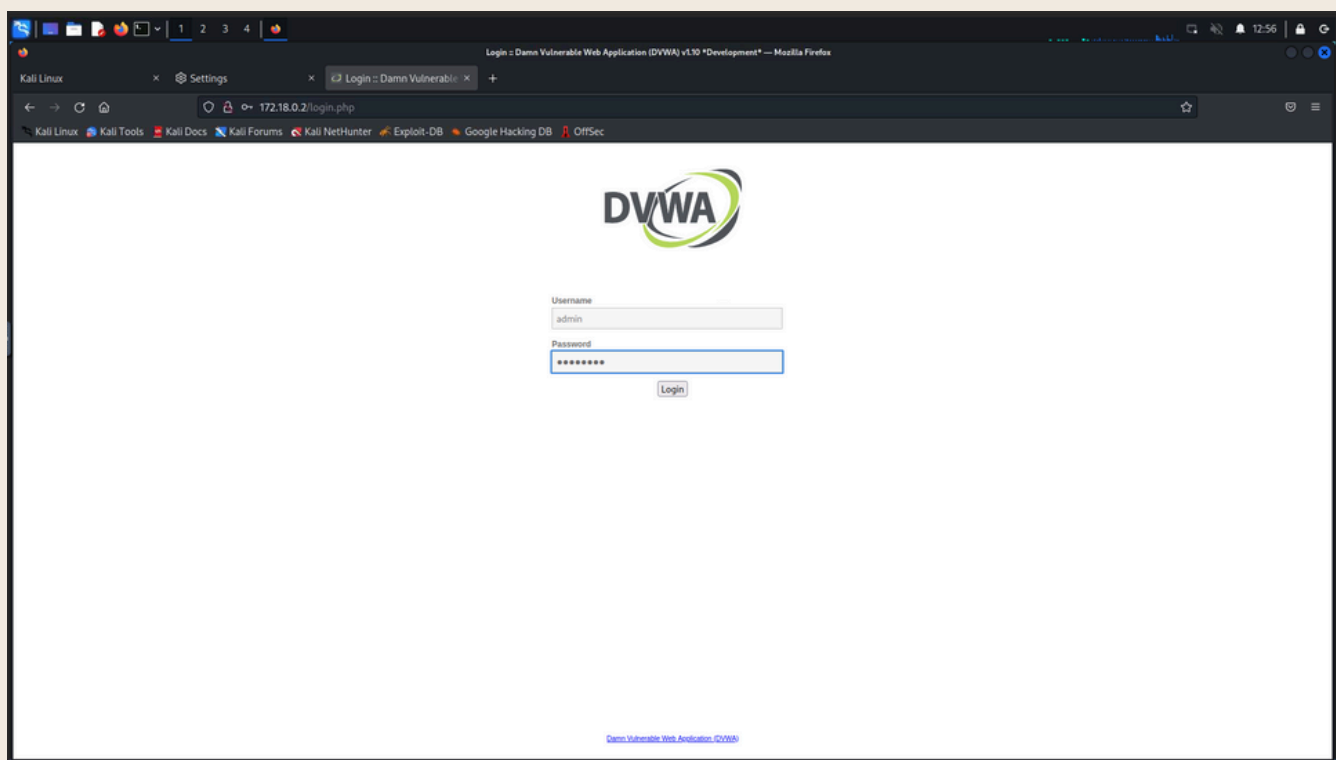 1 2 3 4
12:56
Login :: Damn Vulnerable Web Application (DVWA) v1.10 *Development* — Mozilla Firefox
Kali Linux
Settings
Login :: Damn Vulnerable
172.18.0.2/login.php
Kali Linux Kali Tools Kali Docs Kali Forums Kali NetHunter Exploit-DB Google Hacking DB OffSec
DVWA
Username
admin
Password
Login
Damn Vulnerable Web Application (DVWA)